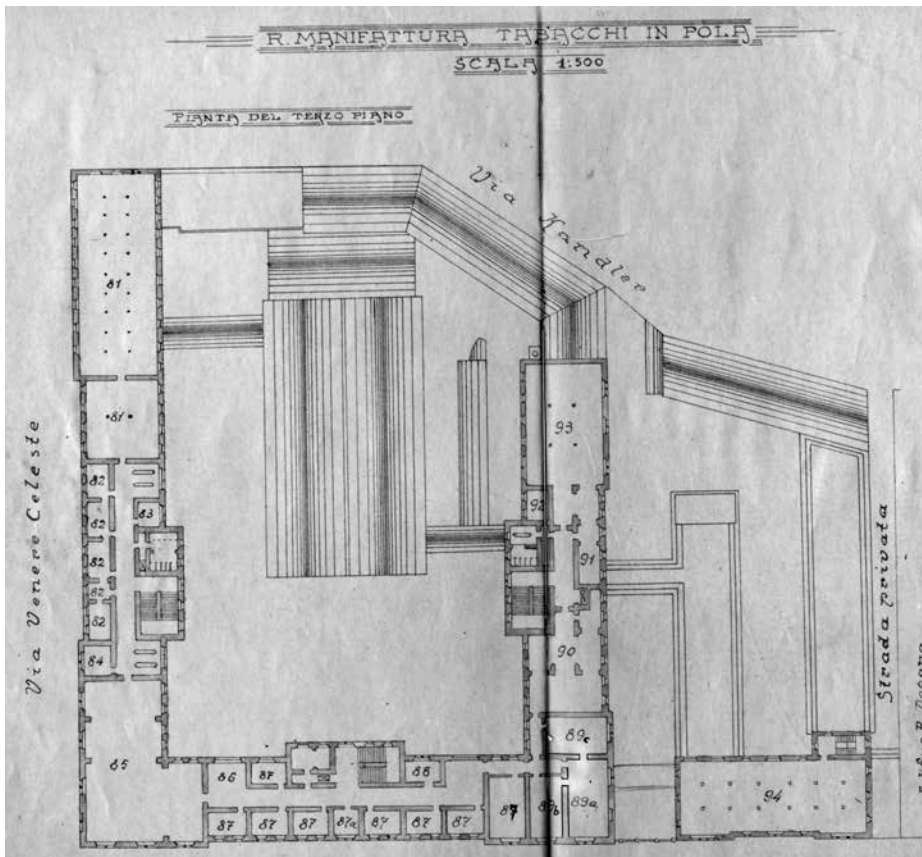 R. MANIFATTURA TABACCHI IN POLA
SCALA 1:500
PIANTA DEL TERZO PIANO
Via Kandler
81
81
Via Venere Celeste
93
82
83
92
82
82
91
82
82
84
90
Strada privata
85
89c
86
87
88
94
87
87
87
87a
87
87
87
89b
89a